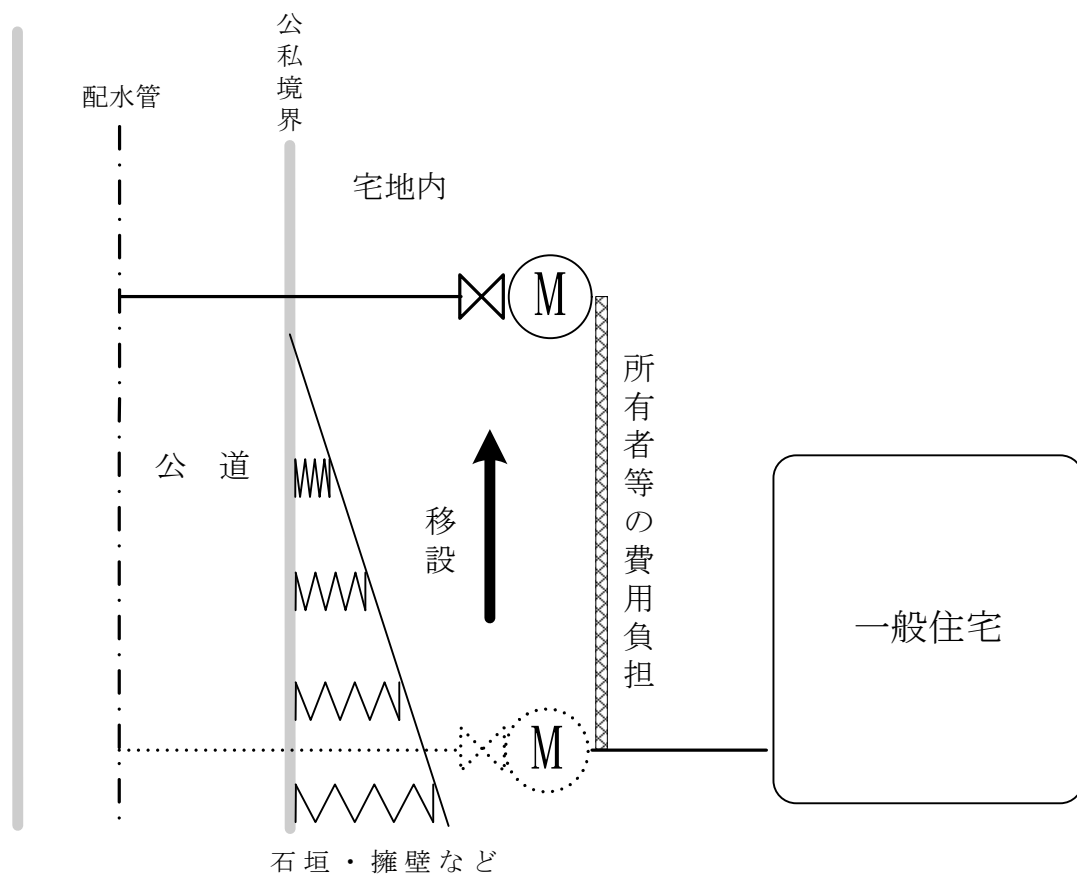 公私境界
配水管
宅地内
M
所有者等の費用負担
公　道
移設
一般住宅
M
石垣・擁壁など